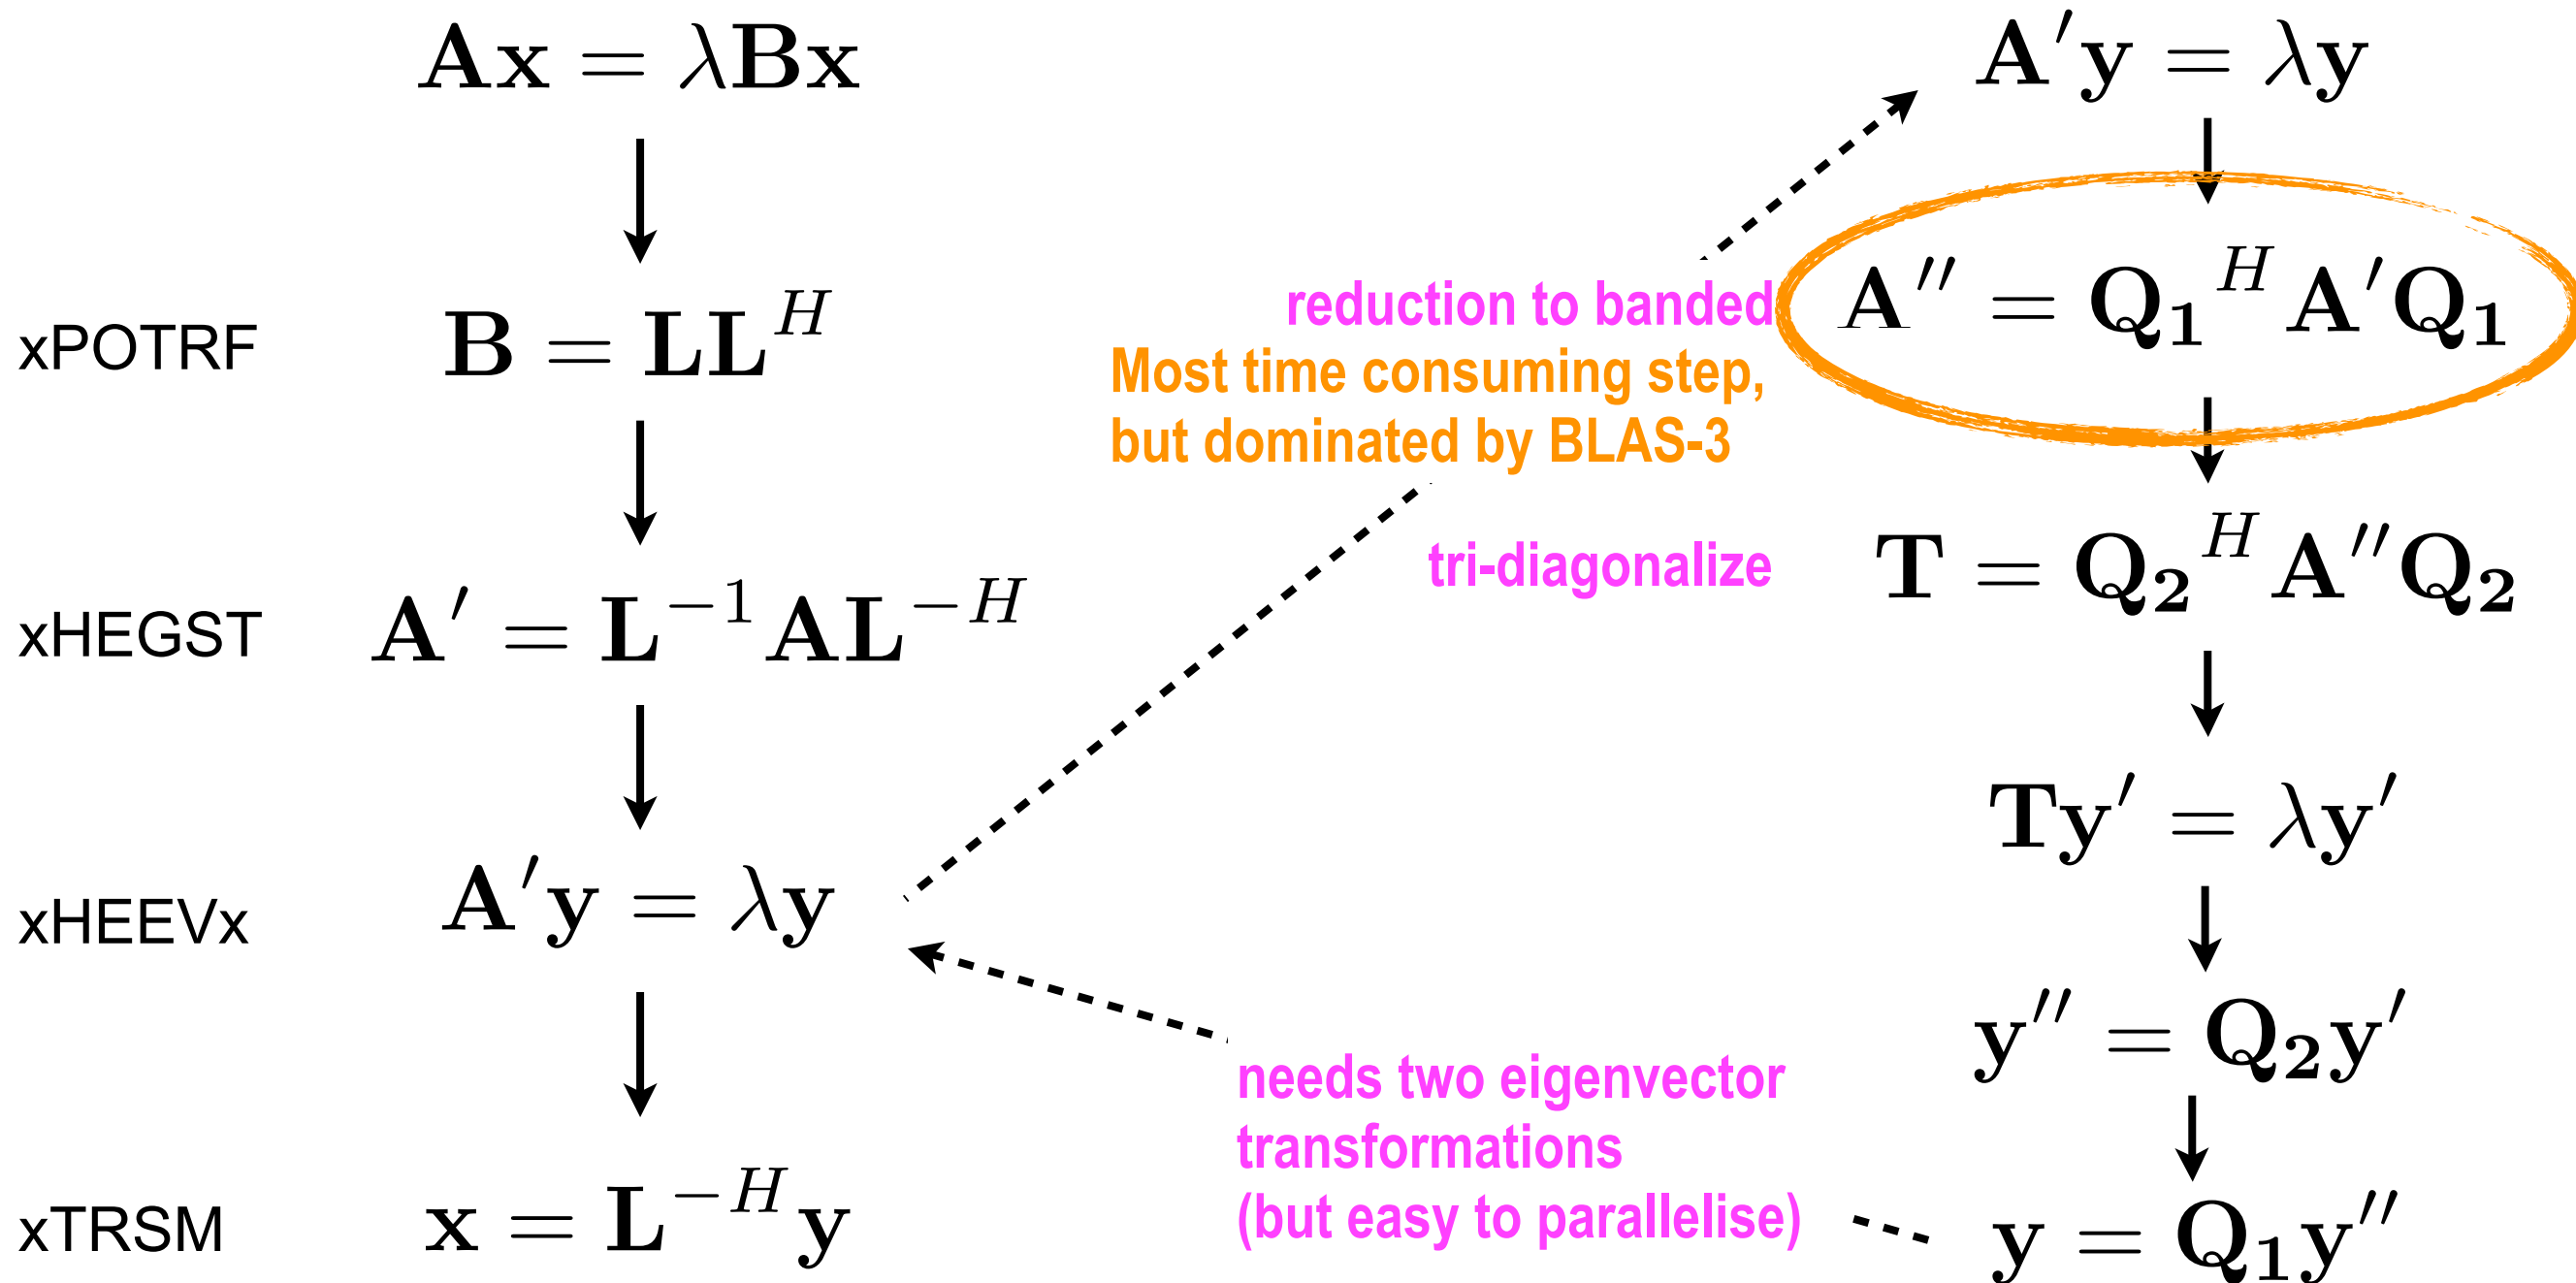 Ax = λBx
xPOTRF B = LL^H
xHEGST A′ = L^−1 AL^−H
xHEEVx A′y = λy
xTRSM x = L^−H y
reduction to banded
Most time consuming step,
but dominated by BLAS-3
tri-diagonalize
needs two eigenvector
transformations
(but easy to parallelise)
A′y = λy
A′′ = Q₁^H A′Q₁
T = Q₂^H A′′Q₂
Ty′ = λy′
y′′ = Q₂y′
y = Q₁y′′